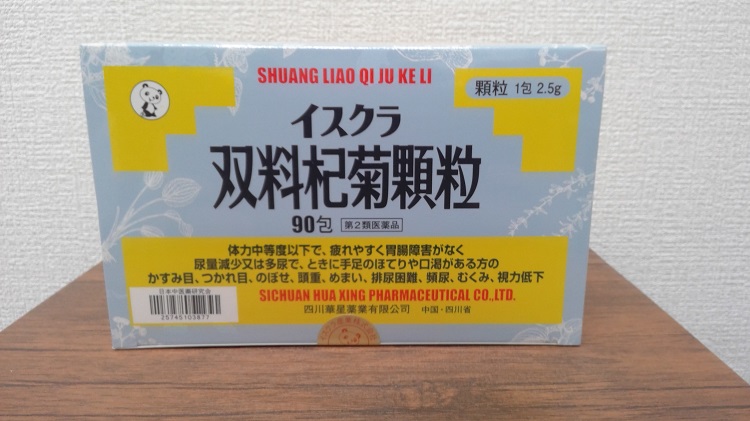 SHUANG LIAO QI JU KE LI
顆粒 1包 2.5g
イスクラ
双料杞菊顆粒
90包 第2類医薬品
体力中等度以下で、疲れやすく胃腸障害がなく
尿量減少又は多尿で、ときに手足のほてりや口渇がある方の
かすみ目、つかれ目、のぼせ、頭重、めまい、排尿困難、頻尿、むくみ、視力低下
日本中医薬研究会
25745103877
SICHUAN HUA XING PHARMACEUTICAL CO.,LTD.
四川華星薬業有限公司 中国・四川省